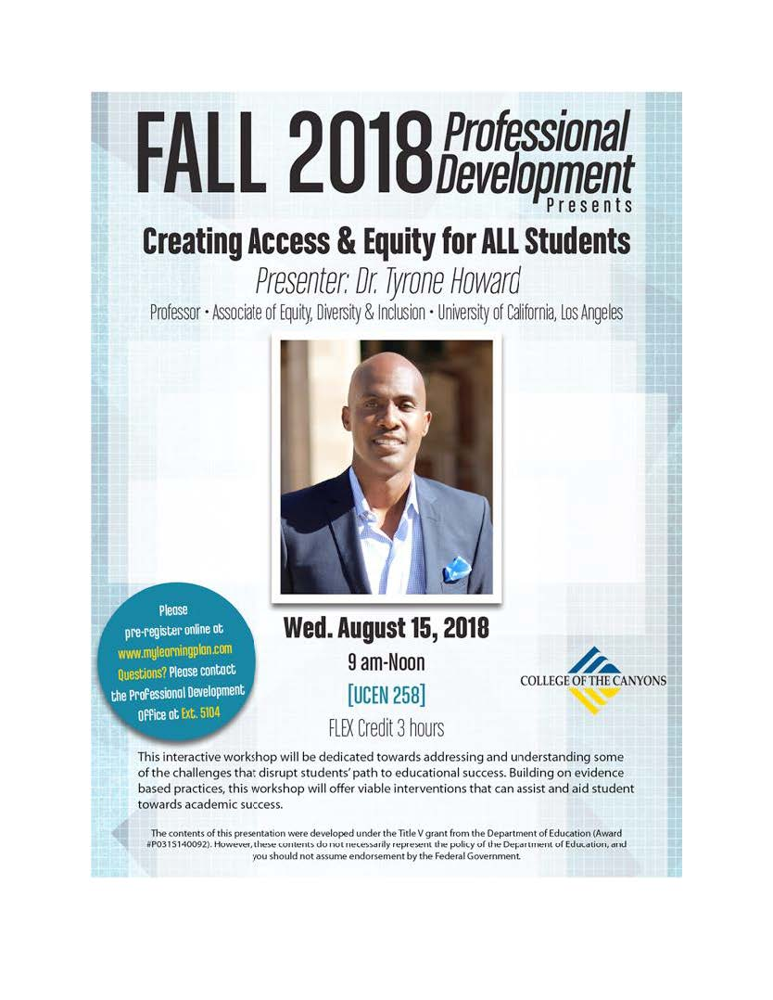 FALL 2018 Professional
Development
Presents
Creating Access & Equity for ALL Students
Presenter: Dr. Tyrone Howard
Professor • Associate of Equity, Diversity & Inclusion • University of California, Los Angeles
Please
pre-register online at
www.mylearningplan.com
Questions? Please contact
the Professional Development
Office at Ext. 5104
Wed. August 15, 2018
9 am-Noon
[UCEN 258]
FLEX Credit 3 hours
COLLEGE OF THE CANYONS
This interactive workshop will be dedicated towards addressing and understanding some
of the challenges that disrupt students' path to educational success. Building on evidence
based practices, this workshop will offer viable interventions that can assist and aid student
towards academic success.
The contents of this presentation were developed under the Title V grant from the Department of Education (Award
#P031S140092). However, these contents do not necessarily represent the policy of the Department of Education, and
you should not assume endorsement by the Federal Government.